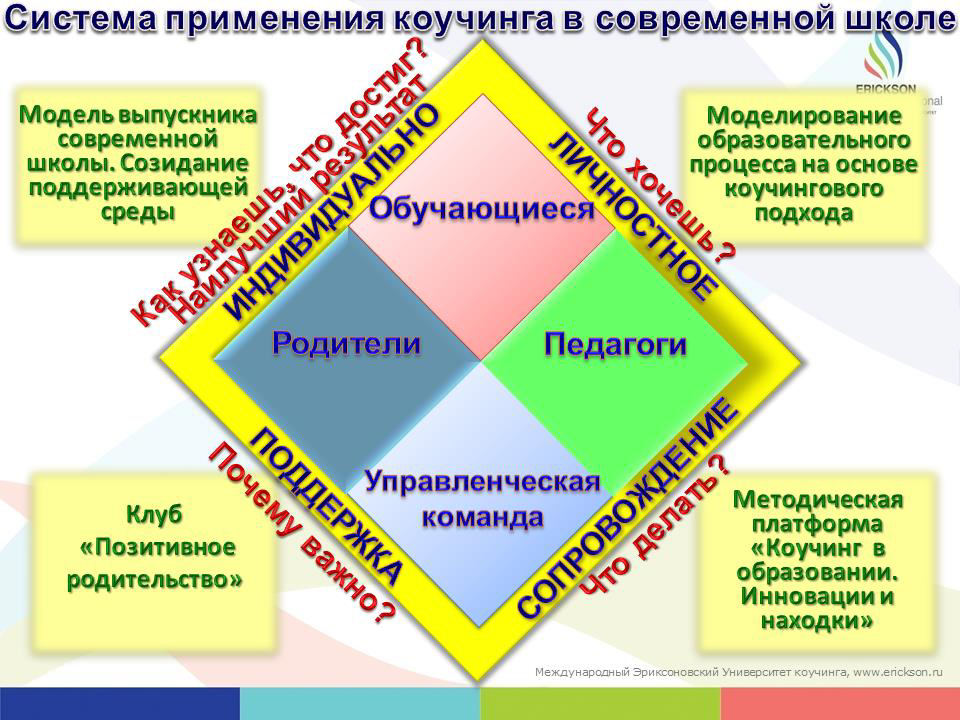 Система применения коучинга в современной школе
ERICKSON
Модель выпускника
современной
школы. Созидание
поддерживающей
среды
Как узнаешь, что достиг?
Наилучший результат
ИНДИВИДУАЛЬНО
ЛИЧНОСТНОЕ
Что хочешь?
Моделирование
образовательного
процесса на основе
коучингового
подхода
Обучающиеся
Родители
Педагоги
Управленческая
команда
ПОДДЕРЖКА
Почему важно?
СОПРОВОЖДЕНИЕ
Что делать?
Клуб
«Позитивное
родительство»
Методическая
платформа
«Коучинг в
образовании.
Инновации и
находки»
Международный Эриксоновский Университет коучинга, www.erickson.ru